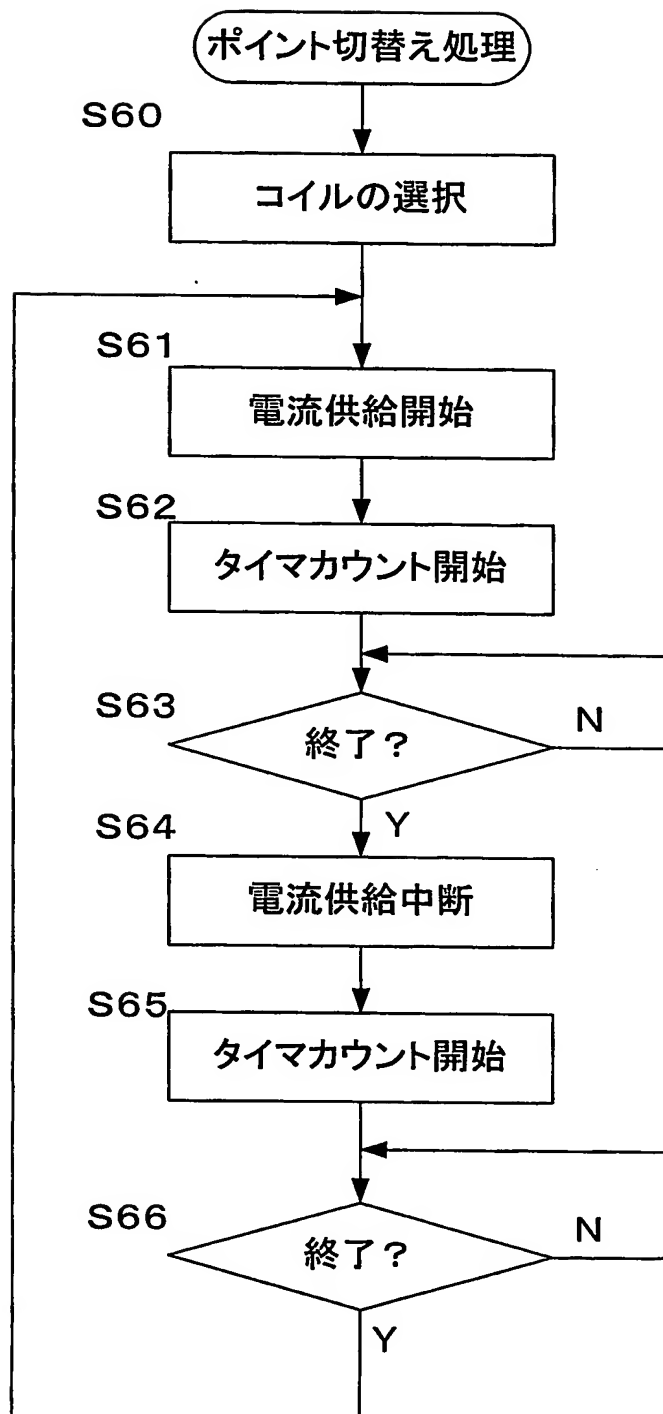 ポイント切替え処理
S60
コイルの選択
S61
電流供給開始
S62
タイマカウント開始
S63
終了?
N
Y
S64
電流供給中断
S65
タイマカウント開始
S66
終了?
N
Y